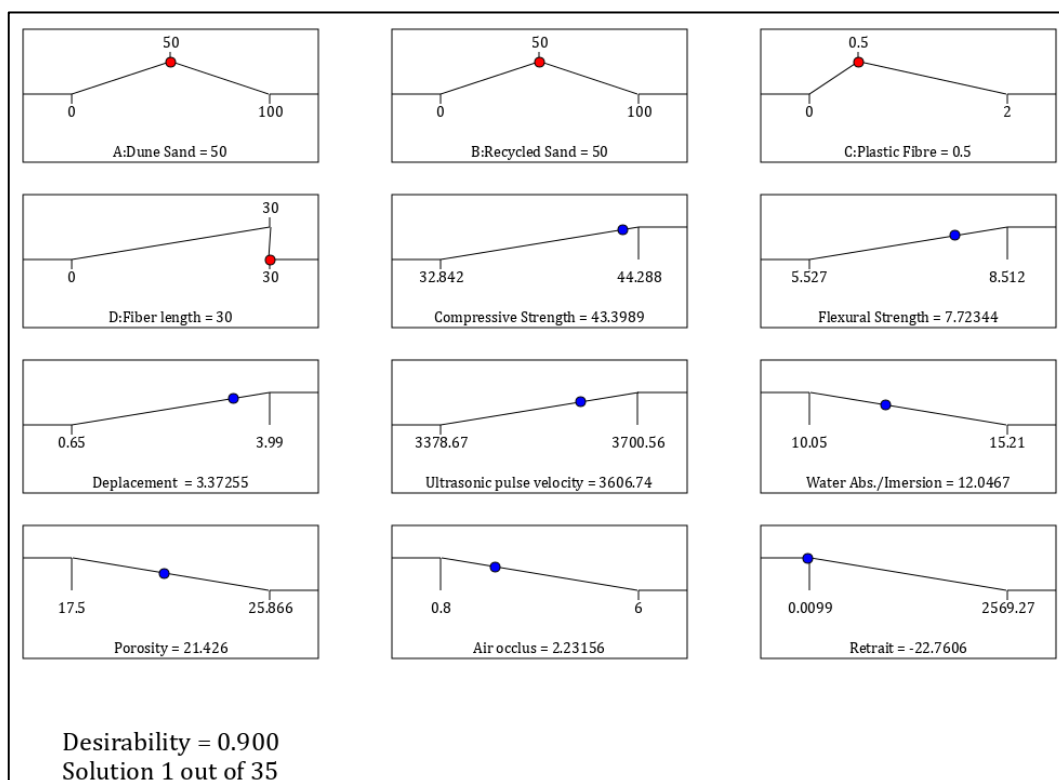 50
0
100
A:Dune Sand = 50
50
0
100
B:Recycled Sand = 50
0.5
0
2
C:Plastic Fibre = 0.5
30
0
30
D:Fiber length = 30
32.842
44.288
Compressive Strength = 43.3989
5.527
8.512
Flexural Strength = 7.72344
0.65
3.99
Deplacement = 3.37255
3378.67
3700.56
Ultrasonic pulse velocity = 3606.74
10.05
15.21
Water Abs./Imersion = 12.0467
17.5
25.866
Porosity = 21.426
0.8
6
Air occlus = 2.23156
0.0099
2569.27
Retrait = -22.7606
Desirability = 0.900
Solution 1 out of 35